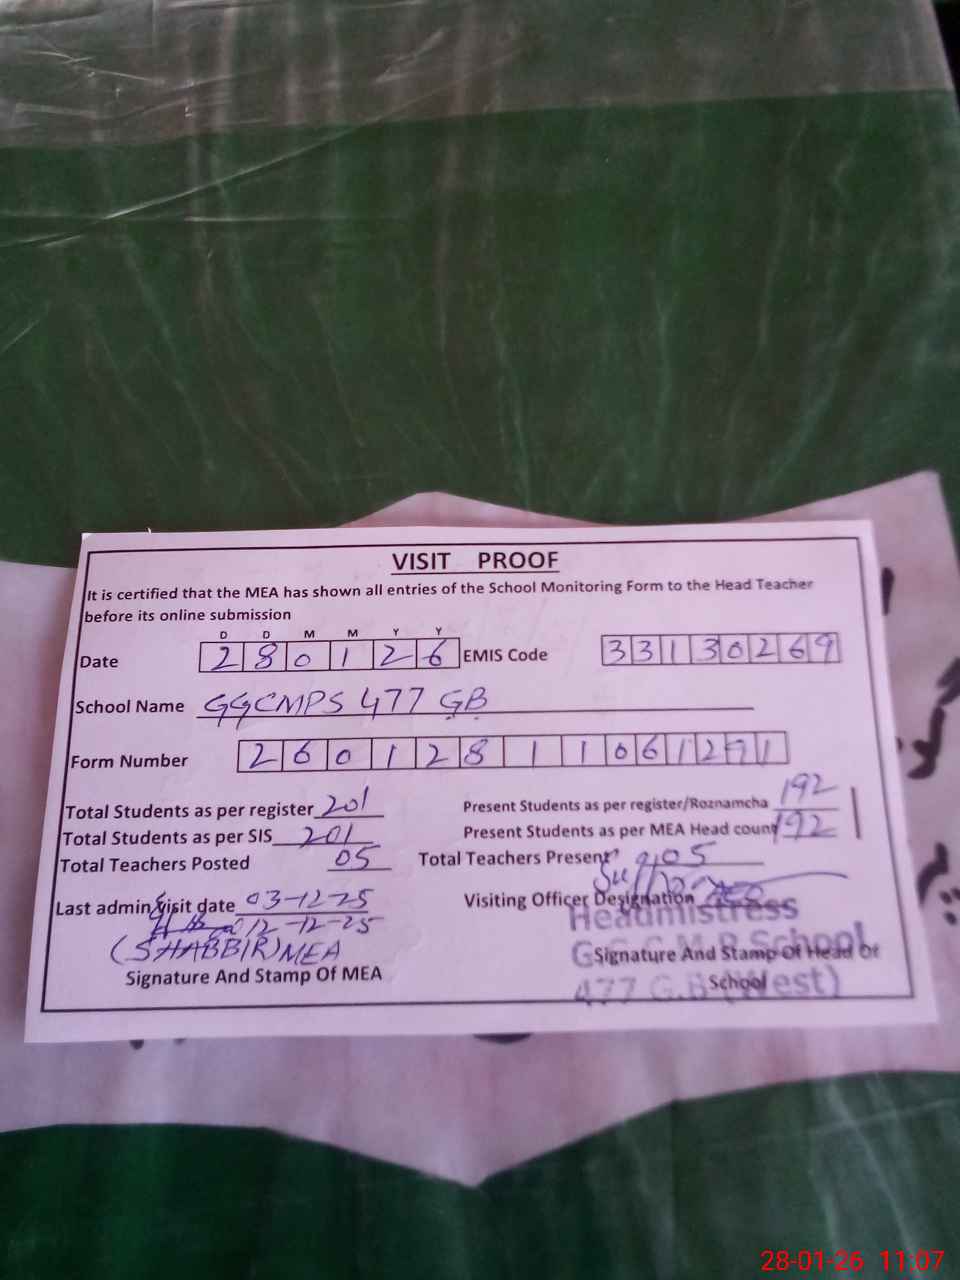 VISIT PROOF
It is certified that the MEA has shown all entries of the School Monitoring Form to the Head Teacher
before its online submission
D D M M Y Y
Date 2 8 0 1 2 6 EMIS Code 3 3 1 3 0 2 6 9
School Name GGCMPS 477 GB
Form Number 2 6 0 1 2 8 1 1 0 6 1 2 7 1
Total Students as per register 201 Present Students as per register/Roznamcha 192
Total Students as per SIS 201 Present Students as per MEA Head count 192
Total Teachers Posted 05 Total Teachers Present 05
Last admin visit date 03-12-25 Visiting Officer Designation
12-12-25 Headmistress
(SHABBIR) MEA G.G.C.M.P. School
Signature And Stamp Of MEA Signature And Stamp Of Head Of
School
477 G.B (West)
28-01-26 11:07